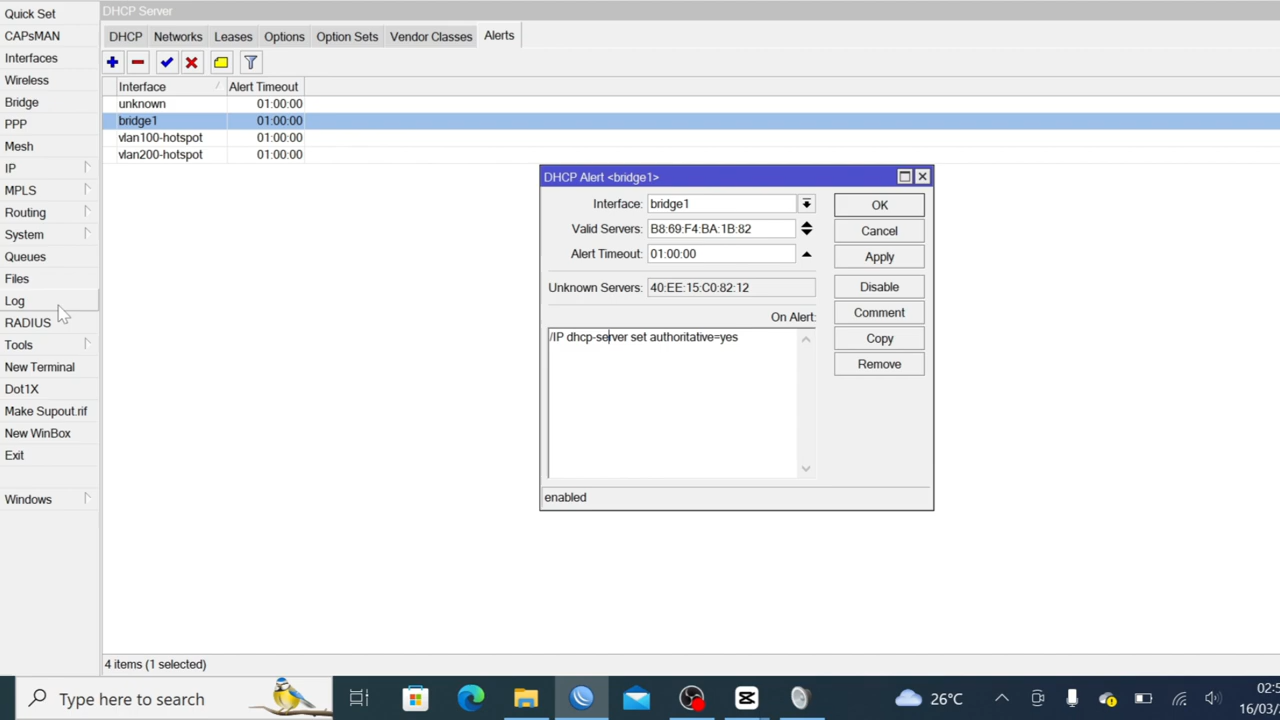 DHCP Server
Quick Set
CAPsMAN
Interfaces
Wireless
Bridge
PPP
Mesh
IP
MPLS
Routing
System
Queues
Files
Log
RADIUS
Tools
New Terminal
Dot1X
Make Supout.rif
New WinBox
Exit
Windows
DHCP Networks Leases Options Option Sets Vendor Classes Alerts
Interface Alert Timeout
unknown 01:00:00
bridge1 01:00:00
vlan100-hotspot 01:00:00
vlan200-hotspot 01:00:00
DHCP Alert <bridge1>
Interface: bridge1
Valid Servers: B8:69:F4:BA:1B:82
Alert Timeout: 01:00:00
Unknown Servers: 40:EE:15:C0:82:12
On Alert:
/IP dhcp-server set authoritative=yes
OK
Cancel
Apply
Disable
Comment
Copy
Remove
enabled
4 items (1 selected)
Type here to search
26°C
02:5
16/03/